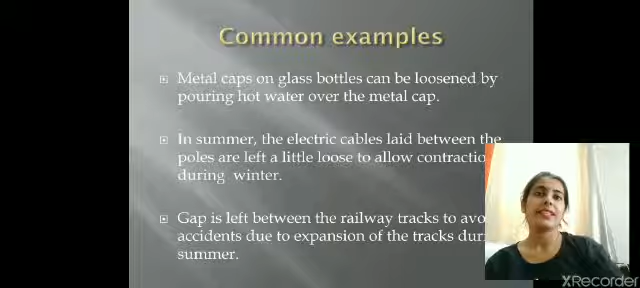 Common examples
Metal caps on glass bottles can be loosened by
pouring hot water over the metal cap.
In summer, the electric cables laid between the
poles are left a little loose to allow contractio
during winter.
Gap is left between the railway tracks to avo
accidents due to expansion of the tracks duri
summer.
XRecorder